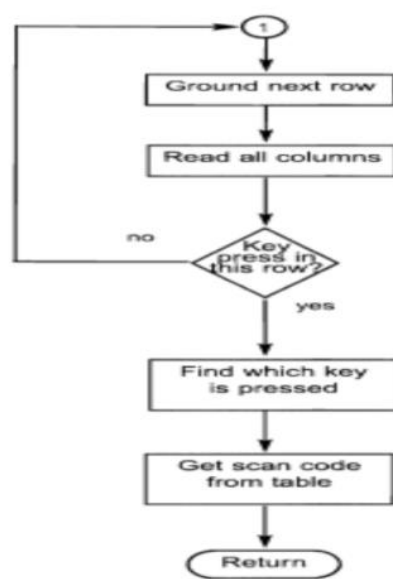 1
Ground next row
Read all columns
Key
press in
this row?
no
yes
Find which key
is pressed
Get scan code
from table
Return